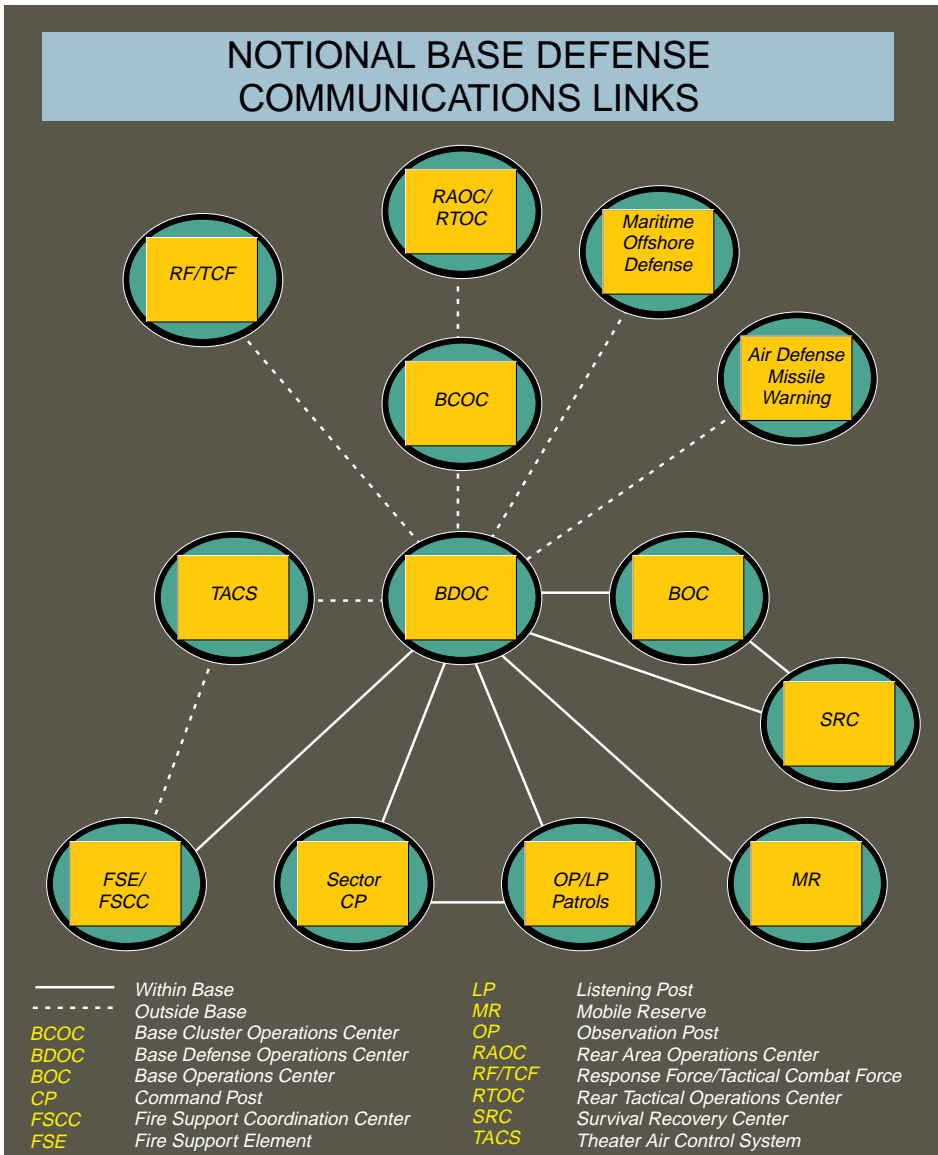 NOTIONAL BASE DEFENSE
COMMUNICATIONS LINKS
RAOC/
RTOC
Maritime
Offshore
Defense
RF/TCF
Air Defense
Missile
Warning
BCOC
TACS
BDOC
BOC
SRC
FSE/
FSCC
Sector
CP
OP/LP
Patrols
MR
Within Base
Outside Base
BCOC Base Cluster Operations Center
BDOC Base Defense Operations Center
BOC Base Operations Center
CP Command Post
FSCC Fire Support Coordination Center
FSE Fire Support Element
LP Listening Post
MR Mobile Reserve
OP Observation Post
RAOC Rear Area Operations Center
RF/TCF Response Force/Tactical Combat Force
RTOC Rear Tactical Operations Center
SRC Survival Recovery Center
TACS Theater Air Control System